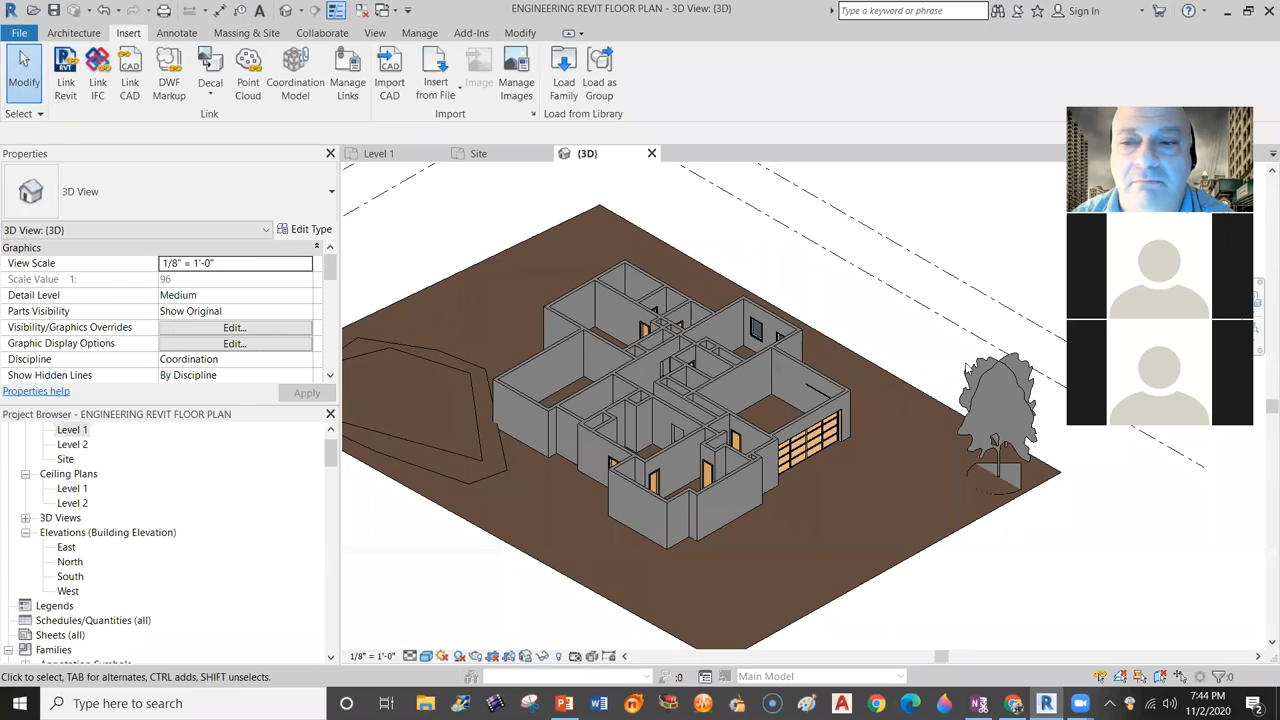 ENGINEERING REVIT FLOOR PLAN - 3D View: {3D}
Type a keyword or phrase
Sign In
File Architecture Insert Annotate Massing & Site Collaborate View Manage Add-Ins Modify
Modify
Link Revit
Link IFC
Link CAD
DWF Markup
Decal
Point Cloud
Coordination Model
Manage Links
Import CAD
Insert from File
Image
Manage Images
Load Family
Load as Group
Select Link Import Load from Library
Properties
Level 1 Site {3D}
3D View
3D View: {3D} Edit Type
Graphics
View Scale 1/8" = 1'-0"
Scale Value 1: 96
Detail Level Medium
Parts Visibility Show Original
Visibility/Graphics Overrides Edit...
Graphic Display Options Edit...
Discipline Coordination
Show Hidden Lines By Discipline
Properties help Apply
Project Browser - ENGINEERING REVIT FLOOR PLAN
Level 1
Level 2
Site
Ceiling Plans
Level 1
Level 2
3D Views
Elevations (Building Elevation)
East
North
South
West
Legends
Schedules/Quantities (all)
Sheets (all)
Families
1/8" = 1'-0"
Click to select, TAB for alternates, CTRL adds, SHIFT unselects. :0 Main Model :0
Type here to search
7:44 PM
11/2/2020